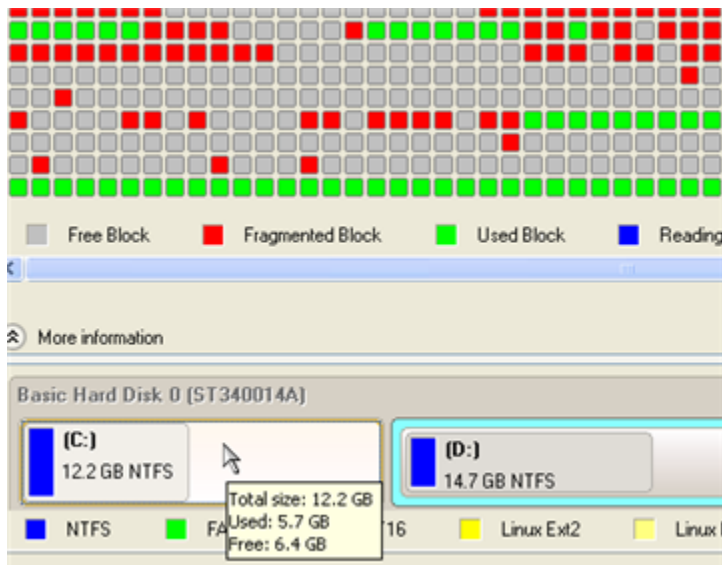 Free Block Fragmented Block Used Block Reading
More information
Basic Hard Disk 0 (ST340014A)
(C:) (D:)
12.2 GB NTFS 14.7 GB NTFS
Total size: 12.2 GB
Used: 5.7 GB
Free: 6.4 GB
NTFS 16 Linux Ext2 Linux